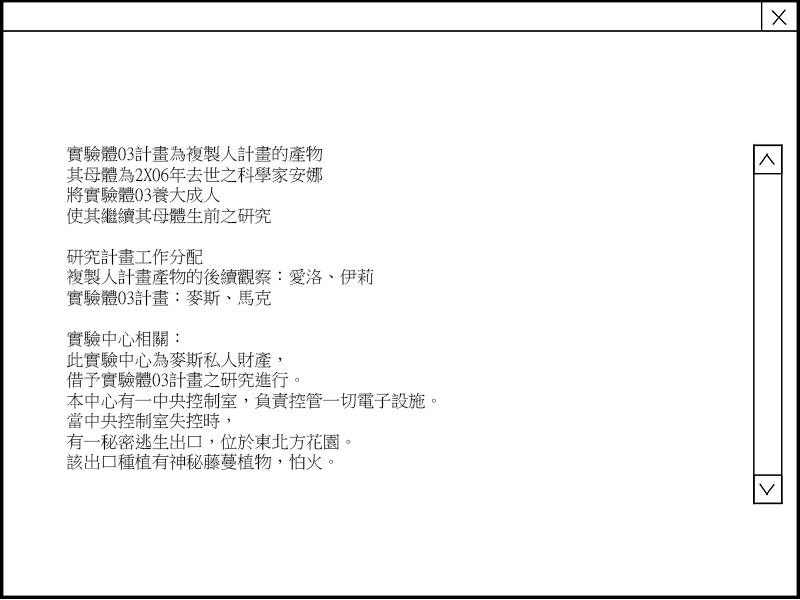 實驗體03計畫為複製人計畫的產物
其母體為2X06年去世之科學家安娜
將實驗體03養大成人
使其繼續其母體生前之研究
研究計畫工作分配
複製人計畫產物的後續觀察：愛洛、伊莉
實驗體03計畫：麥斯、馬克
實驗中心相關：
此實驗中心為麥斯私人財產，
借予實驗體03計畫之研究進行。
本中心有一中央控制室，負責控管一切電子設施。
當中央控制室失控時，
有一秘密逃生出口，位於東北方花園。
該出口種植有神秘藤蔓植物，怕火。